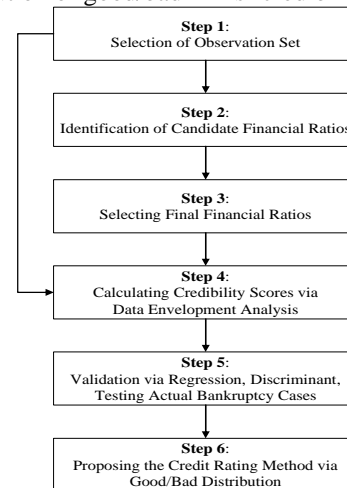 Step 1:
Selection of Observation Set
Step 2:
Identification of Candidate Financial Ratios
Step 3:
Selecting Final Financial Ratios
Step 4:
Calculating Credibility Scores via
Data Envelopment Analysis
Step 5:
Validation via Regression, Discriminant,
Testing Actual Bankruptcy Cases
Step 6:
Proposing the Credit Rating Method via
Good/Bad Distribution